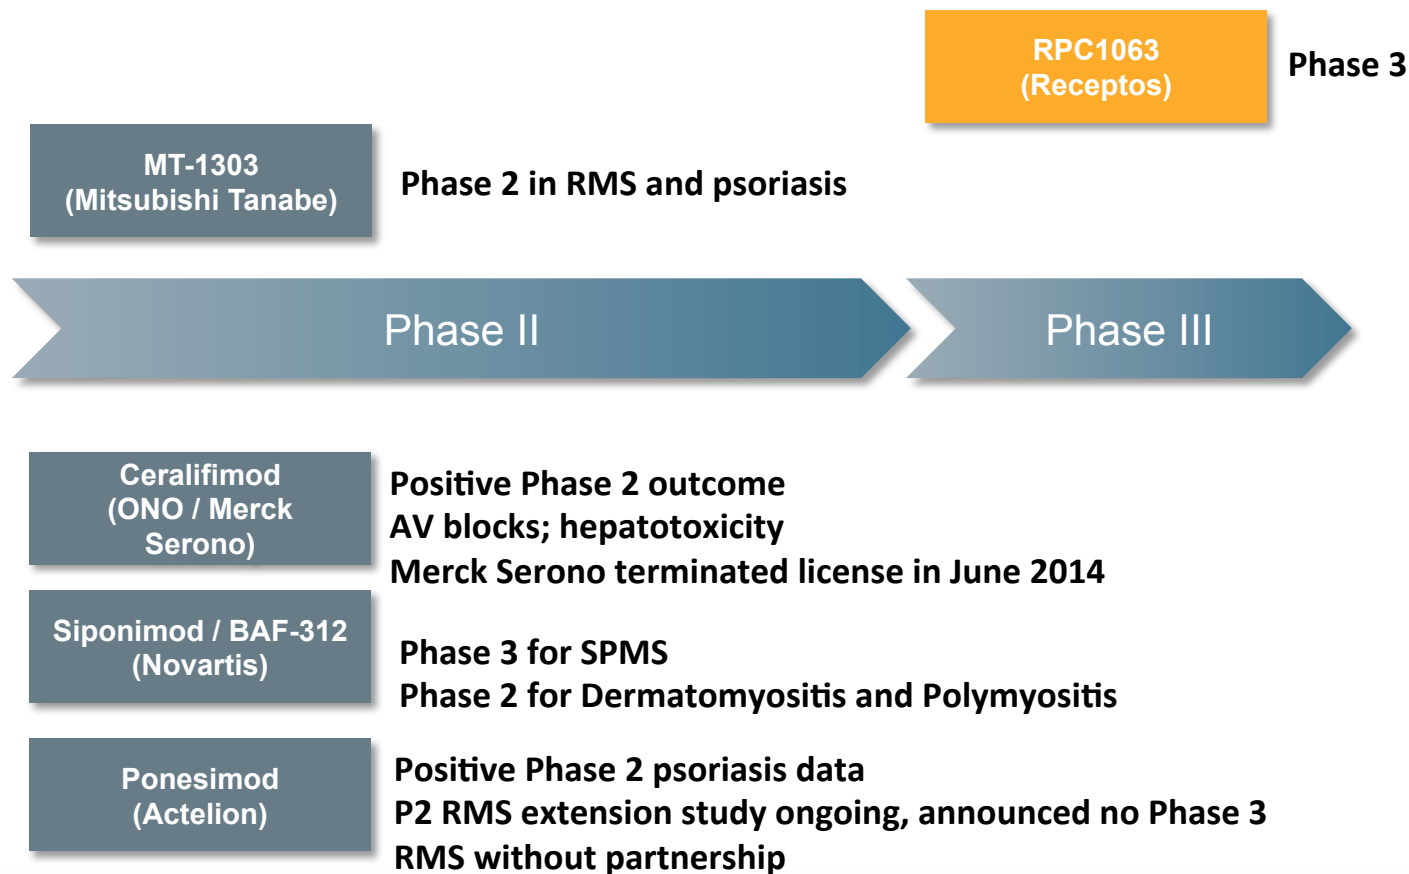 RPC1063
(Receptos)
Phase 3
MT-1303
(Mitsubishi Tanabe)
Phase 2 in RMS and psoriasis
Phase II
Phase III
Ceralifimod
(ONO / Merck
Serono)
Positive Phase 2 outcome
AV blocks; hepatotoxicity
Merck Serono terminated license in June 2014
Siponimod / BAF-312
(Novartis)
Phase 3 for SPMS
Phase 2 for Dermatomyositis and Polymyositis
Ponesimod
(Actelion)
Positive Phase 2 psoriasis data
P2 RMS extension study ongoing, announced no Phase 3
RMS without partnership